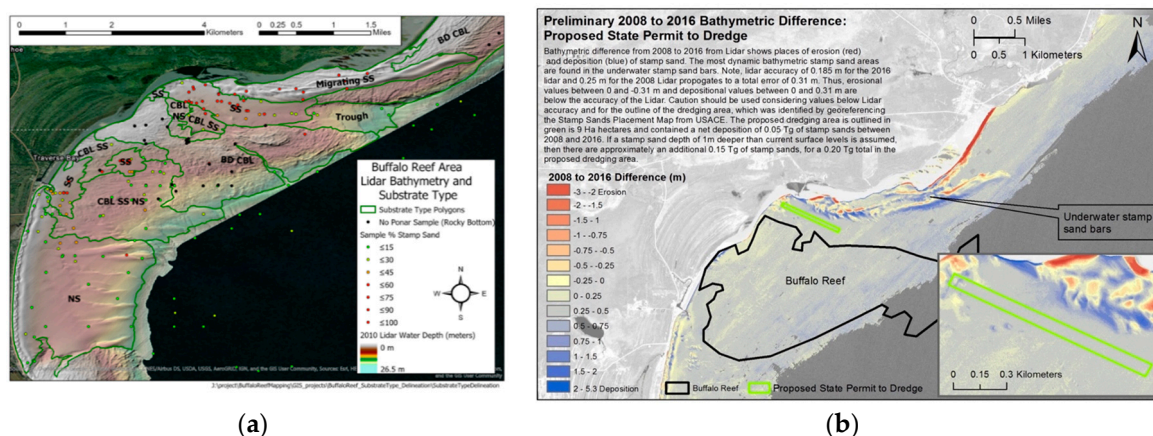 0 1 2 4
Kilometers
0 0.25 0.5 1 1.5
Miles
hoe
BD CBL
Migrating SS
SS
CBL
NS
SS
CBL SS
Trough
CBL SS
Traverse Bay
SS
SS
BD CBL
CBL SS NS
NS
Buffalo Reef Area
Lidar Bathymetry and
Substrate Type
Substrate Type Polygons
No Ponar Sample (Rocky Bottom)
Sample % Stamp Sand
≤15
≤30
≤45
≤60
≤75
≤90
≤100
N
W E
S
2010 Lidar Water Depth (meters)
0 m
26.5 m
and the GIS User Community
(a)
Preliminary 2008 to 2016 Bathymetric Difference:
Proposed State Permit to Dredge
Bathymetric difference from 2008 to 2016 from Lidar shows places of erosion (red)
and deposition (blue) of stamp sand. The most dynamic bathymetric stamp sand areas
are found in the underwater stamp sand bars. Note, lidar accuracy of 0.185 m for the 2016
lidar and 0.25 m for the 2008 Lidar propogates to a total error of 0.31 m. Thus, erosional
values between 0 and -0.31 m and depositional values between 0 and 0.31 m are
below the accuracy of the Lidar. Caution should be used considering values below Lidar
accuracy and for the outline of the dredging area, which was identified by georeferencing
the Stamp Sands Placement Map from USACE. The proposed dredging area is outlined in
green is 9 Ha hectares and contained a net deposition of 0.05 Tg of stamp sands between
2008 and 2016. If a stamp sand depth of 1m deeper than current surface levels is assumed,
then there are approximately an additional 0.15 Tg of stamp sands, for a 0.20 Tg total in the
proposed dredging area.
0 0.5 Miles
0 0.5 1 Kilometers
N
2008 to 2016 Difference (m)
-3 - -2 Erosion
-2 - -1.5
-1.5 - -1
-1 - -0.75
-0.75 - -0.5
-0.5 - -0.25
-0.25 - 0
0 - 0.25
0.25 - 0.5
0.5 - 0.75
0.75 - 1
1 - 1.5
1.5 - 2
2 - 5.3 Deposition
Underwater stamp
sand bars
Buffalo Reef
0 0.15 0.3 Kilometers
Buffalo Reef
Proposed State Permit to Dredge
(b)